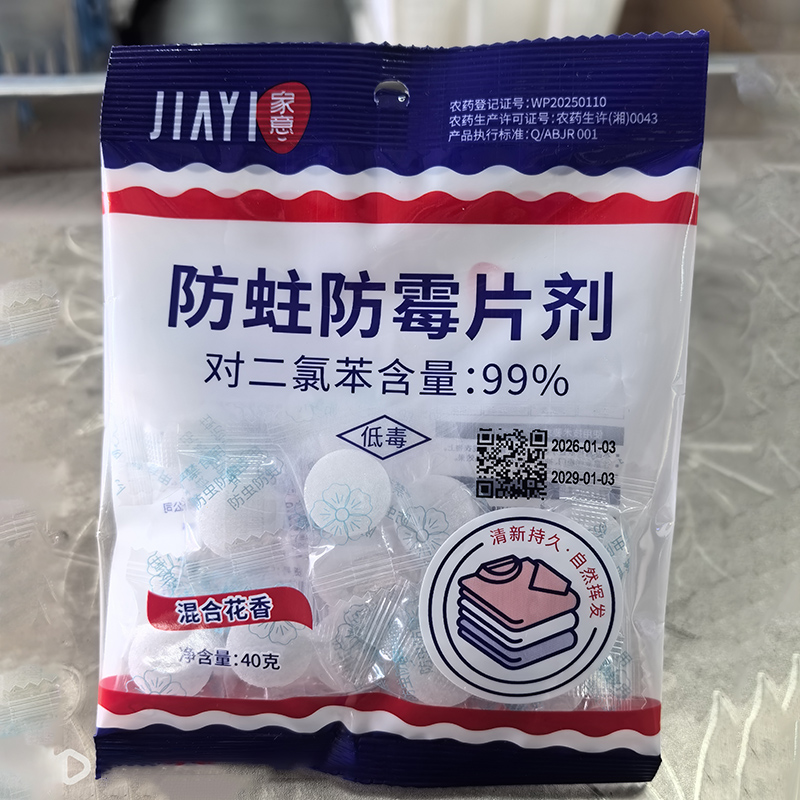 JIAYI 家意
农药登记证号：WP20250110
农药生产许可证号：农药生许(湘)0043
产品执行标准：Q/ABJR 001
防蛀防霉片剂
对二氯苯含量：99%
低毒
2026-01-03
2029-01-03
清新持久·自然挥发
防虫防
混合花香
净含量：40克